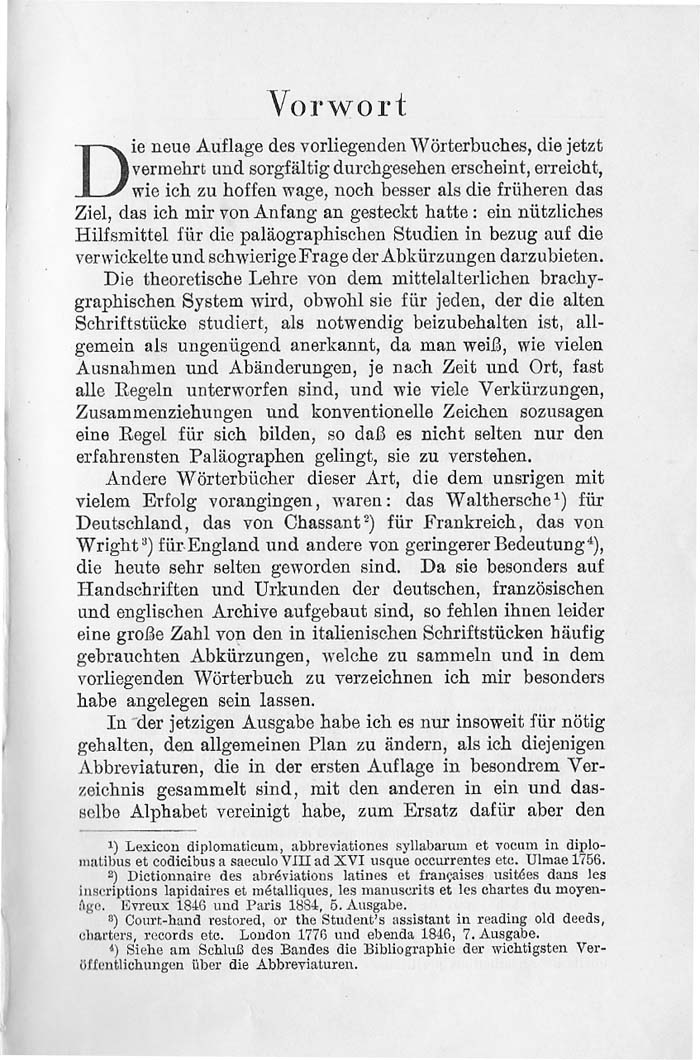 Vorwort
Die neue Auflage des vorliegenden Wörterbuches, die jetzt
vermehrt und sorgfältig durchgesehen erscheint, erreicht,
wie ich zu hoffen wage, noch besser als die früheren das
Ziel, das ich mir von Anfang an gesteckt hatte: ein nützliches
Hilfsmittel für die paläographischen Studien in bezug auf die
verwickelte und schwierige Frage der Abkürzungen darzubieten.
Die theoretische Lehre von dem mittelalterlichen brachy-
graphischen System wird, obwohl sie für jeden, der die alten
Schriftstücke studiert, als notwendig beizubehalten ist, all-
gemein als ungenügend anerkannt, da man weiß, wie vielen
Ausnahmen und Abänderungen, je nach Zeit und Ort, fast
alle Regeln unterworfen sind, und wie viele Verkürzungen,
Zusammenziehungen und konventionelle Zeichen sozusagen
eine Regel für sich bilden, so daß es nicht selten nur den
erfahrensten Paläographen gelingt, sie zu verstehen.
Andere Wörterbücher dieser Art, die dem unsrigen mit
vielem Erfolg vorangingen, waren: das Walthersche¹) für
Deutschland, das von Chassant²) für Frankreich, das von
Wright³) für England und andere von geringerer Bedeutung⁴),
die heute sehr selten geworden sind. Da sie besonders auf
Handschriften und Urkunden der deutschen, französischen
und englischen Archive aufgebaut sind, so fehlen ihnen leider
eine große Zahl von den in italienischen Schriftstücken häufig
gebrauchten Abkürzungen, welche zu sammeln und in dem
vorliegenden Wörterbuch zu verzeichnen ich mir besonders
habe angelegen sein lassen.
In der jetzigen Ausgabe habe ich es nur insoweit für nötig
gehalten, den allgemeinen Plan zu ändern, als ich diejenigen
Abbreviaturen, die in der ersten Auflage in besondrem Ver-
zeichnis gesammelt sind, mit den anderen in ein und das-
selbe Alphabet vereinigt habe, zum Ersatz dafür aber den
¹) Lexicon diplomaticum, abbreviationes syllabarum et vocum in diplo-
matibus et codicibus a saeculo VIII ad XVI usque occurrentes etc. Ulmae 1756.
²) Dictionnaire des abréviations latines et françaises usitées dans les
inscriptions lapidaires et métalliques, les manuscrits et les chartes du moyen-
âge. Evreux 1846 und Paris 1884, 5. Ausgabe.
³) Court-hand restored, or the Student's assistant in reading old deeds,
charters, records etc. London 1776 und ebenda 1846, 7. Ausgabe.
⁴) Siehe am Schluß des Bandes die Bibliographie der wichtigsten Ver-
öffentlichungen über die Abbreviaturen.